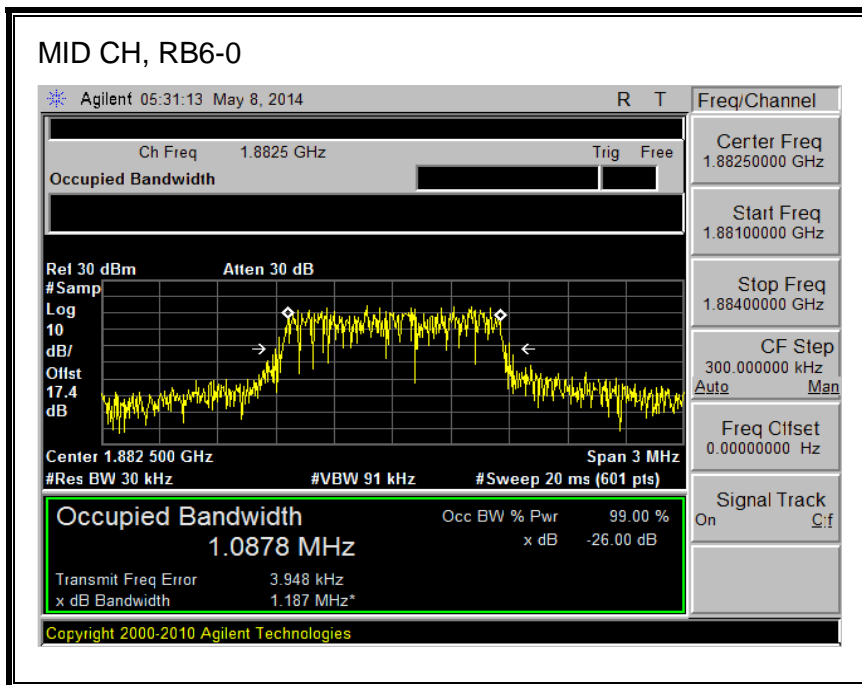 MID CH, RB6-0
Agilent 05:31:13 May 8, 2014 R T
Freq/Channel
Ch Freq 1.8825 GHz Trig Free
Occupied Bandwidth
Center Freq
1.88250000 GHz
Start Freq
1.88100000 GHz
Stop Freq
1.88400000 GHz
CF Step
300.000000 kHz
Auto Man
Freq Offset
0.00000000 Hz
Signal Track
On Off
Ref 30 dBm Atten 30 dB
#Samp
Log
10
dB/
Offst
17.4
dB
Center 1.882 500 GHz Span 3 MHz
#Res BW 30 kHz #VBW 91 kHz #Sweep 20 ms (601 pts)
Occupied Bandwidth
1.0878 MHz
Occ BW % Pwr 99.00 %
x dB -26.00 dB
Transmit Freq Error 3.948 kHz
x dB Bandwidth 1.187 MHz*
Copyright 2000-2010 Agilent Technologies